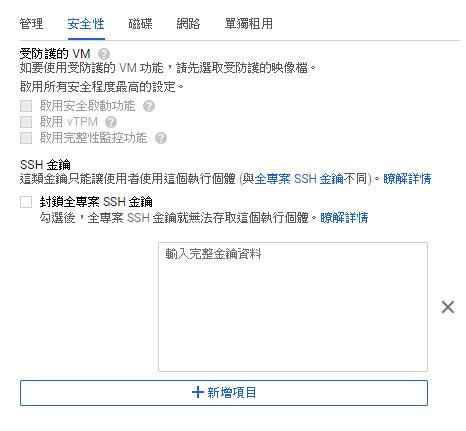 管理 安全性 磁碟 網路 單獨租用
受防護的 VM ?
如要使用受防護的 VM 功能，請先選取受防護的映像檔。
啟用所有安全程度最高的設定。
啟用安全啟動功能 ?
啟用 vTPM ?
啟用完整性監控功能 ?
SSH 金鑰
這類金鑰只能讓使用者使用這個執行個體 (與全專案 SSH 金鑰不同)。瞭解詳情
封鎖全專案 SSH 金鑰
勾選後，全專案 SSH 金鑰就無法存取這個執行個體。瞭解詳情
輸入完整金鑰資料
新增項目